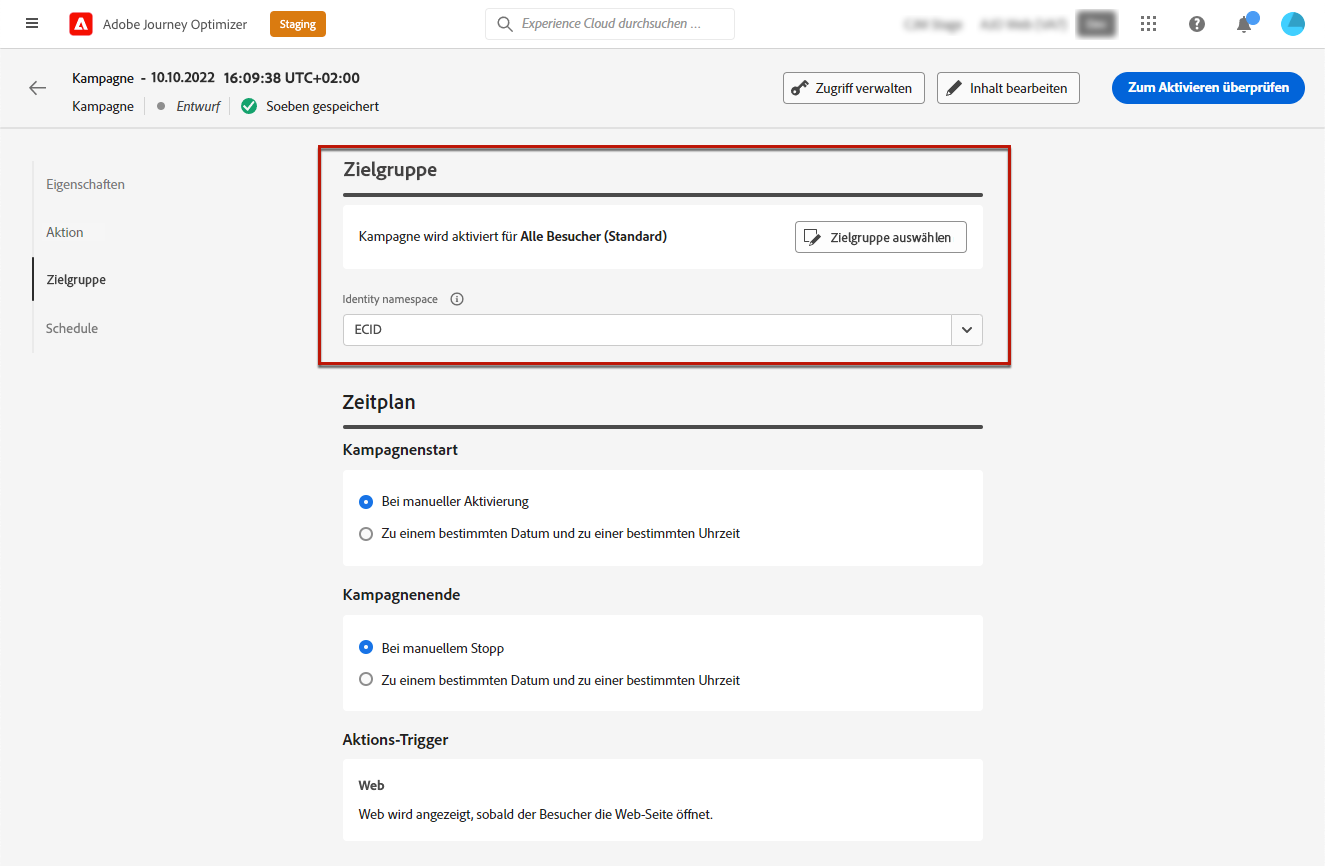 Adobe Journey Optimizer Staging Experience Cloud durchsuchen ...
Kampagne - 10.10.2022 16:09:38 UTC+02:00
Kampagne Entwurf Soeben gespeichert
Zugriff verwalten Inhalt bearbeiten Zum Aktivieren überprüfen
Eigenschaften
Aktion
Zielgruppe
Schedule
Zielgruppe
Kampagne wird aktiviert für Alle Besucher (Standard) Zielgruppe auswählen
Identity namespace
ECID
Zeitplan
Kampagnenstart
Bei manueller Aktivierung
Zu einem bestimmten Datum und zu einer bestimmten Uhrzeit
Kampagnenende
Bei manuellem Stopp
Zu einem bestimmten Datum und zu einer bestimmten Uhrzeit
Aktions-Trigger
Web
Web wird angezeigt, sobald der Besucher die Web-Seite öffnet.